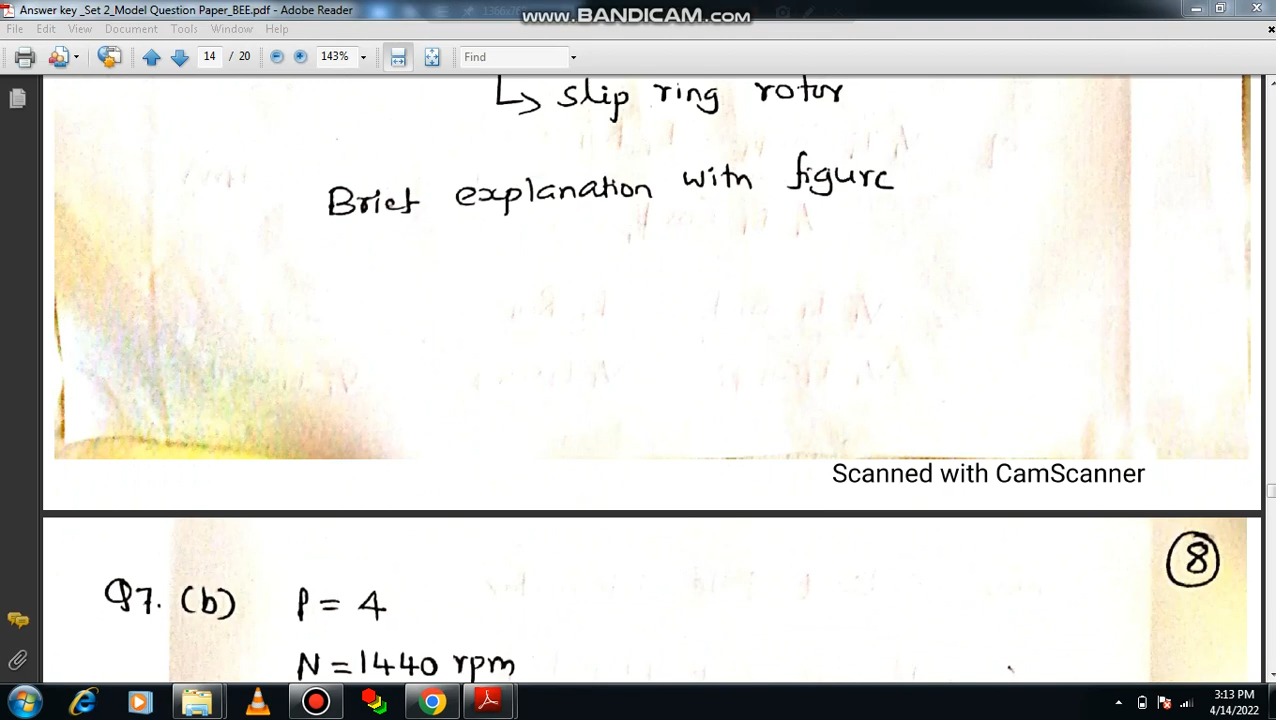 Answer key _Set 2_Model Question Paper_BEE.pdf - Adobe Reader
www.BANDICAM.com
File Edit View Document Tools Window Help
14 / 20 143% Find
↳ slip ring rotor
Brief explanation with figure
Scanned with CamScanner
8
Q7. (b) P = 4
N = 1440 rpm
3:13 PM
4/14/2022